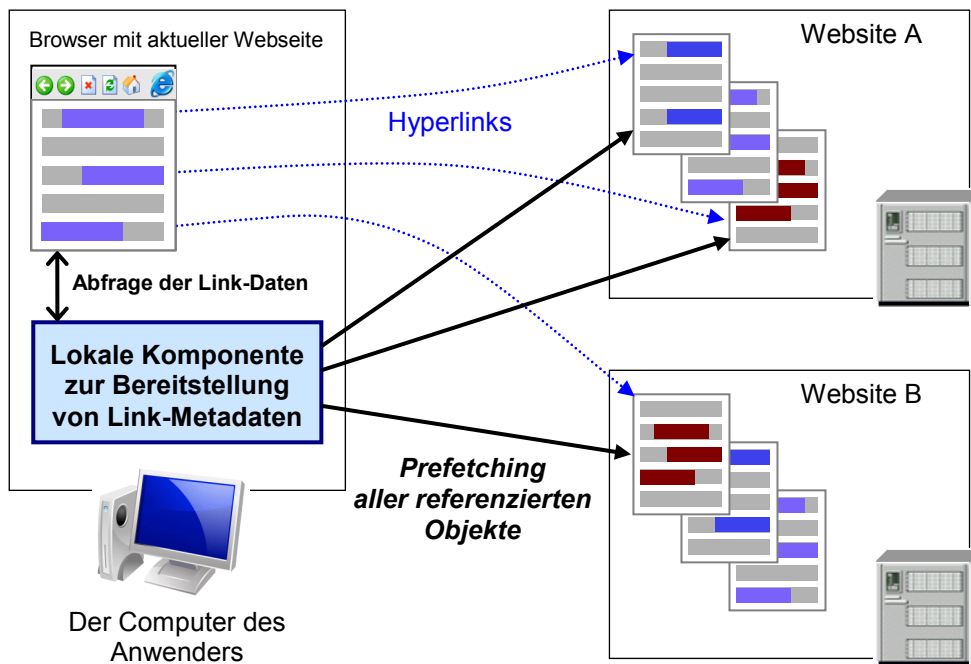 Browser mit aktueller Webseite
Abfrage der Link-Daten
Lokale Komponente
zur Bereitstellung
von Link-Metadaten
Der Computer des
Anwenders
Hyperlinks
Prefetching
aller referenzierten
Objekte
Website A
Website B